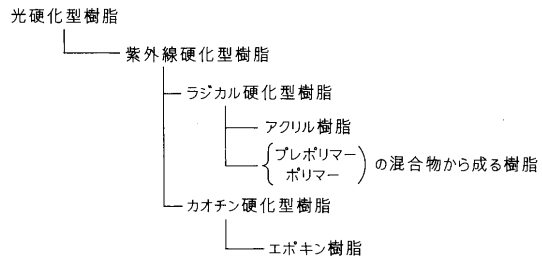 光硬化型樹脂
紫外線硬化型樹脂
ラジカル硬化型樹脂
アクリル樹脂
プレポリマー
ポリマー
の混合物から成る樹脂
カオチン硬化型樹脂
エポキン樹脂